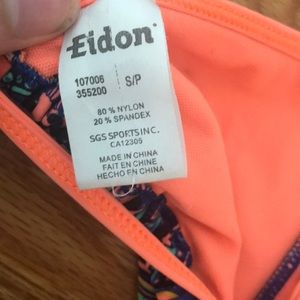 Eidon
107006 S/P
355200
80% NYLON
20% SPANDEX
SGS SPORTS INC.
CA12305
MADE IN CHINA
FAIT EN CHINE
HECHO EN CHINA